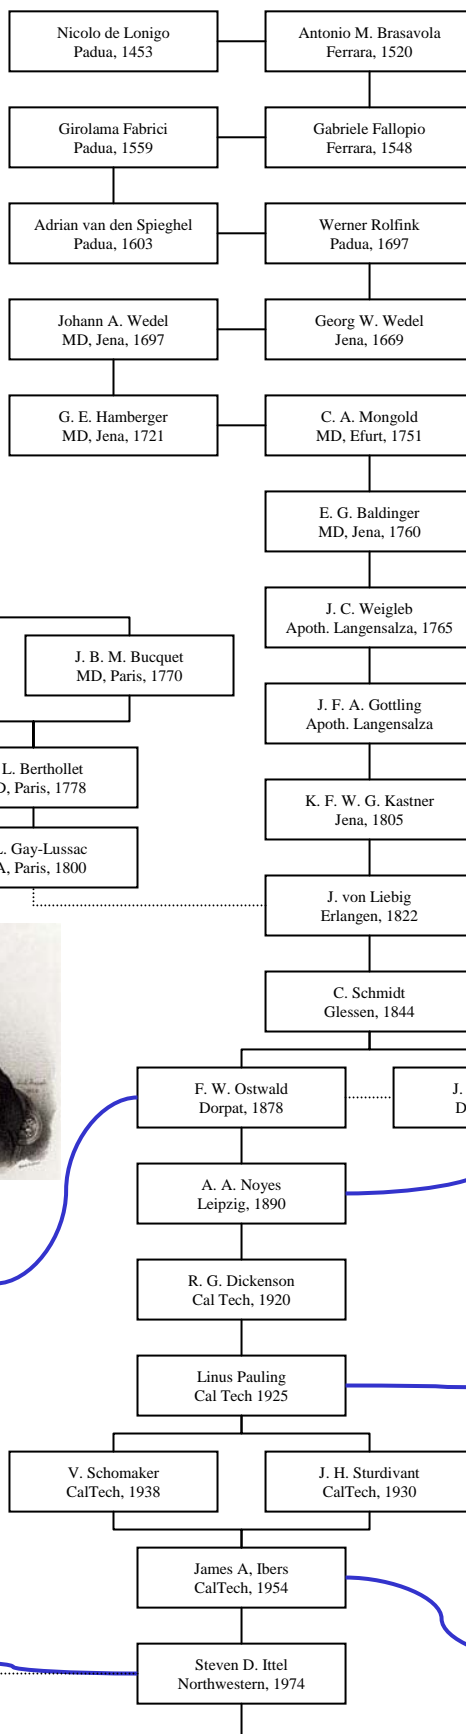 Nicolo de Lonigo
Padua, 1453
Antonio M. Brasavola
Ferrara, 1520
Girolama Fabrici
Padua, 1559
Gabriele Fallopio
Ferrara, 1548
Adrian van den Spieghel
Padua, 1603
Werner Rolfink
Padua, 1697
Johann A. Wedel
MD, Jena, 1697
Georg W. Wedel
Jena, 1669
G. E. Hamberger
MD, Jena, 1721
C. A. Mongold
MD, Efurt, 1751
E. G. Baldinger
MD, Jena, 1760
J. C. Weigleb
Apoth. Langensalza, 1765
J. B. M. Bucquet
MD, Paris, 1770
J. F. A. Gottling
Apoth. Langensalza
L. Berthollet
D, Paris, 1778
K. F. W. G. Kastner
Jena, 1805
L. Gay-Lussac
A, Paris, 1800
J. von Liebig
Erlangen, 1822
C. Schmidt
Glessen, 1844
F. W. Ostwald
Dorpat, 1878
J.
D
A. A. Noyes
Leipzig, 1890
R. G. Dickenson
Cal Tech, 1920
Linus Pauling
Cal Tech 1925
V. Schomaker
CalTech, 1938
J. H. Sturdivant
CalTech, 1930
James A, Ibers
CalTech, 1954
Steven D. Ittel
Northwestern, 1974